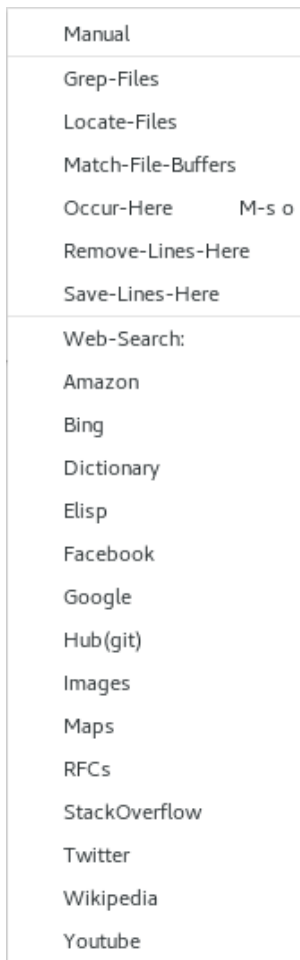 Manual
Grep-Files
Locate-Files
Match-File-Buffers
Occur-Here M-s o
Remove-Lines-Here
Save-Lines-Here
Web-Search:
Amazon
Bing
Dictionary
Elisp
Facebook
Google
Hub(git)
Images
Maps
RFCs
StackOverflow
Twitter
Wikipedia
Youtube